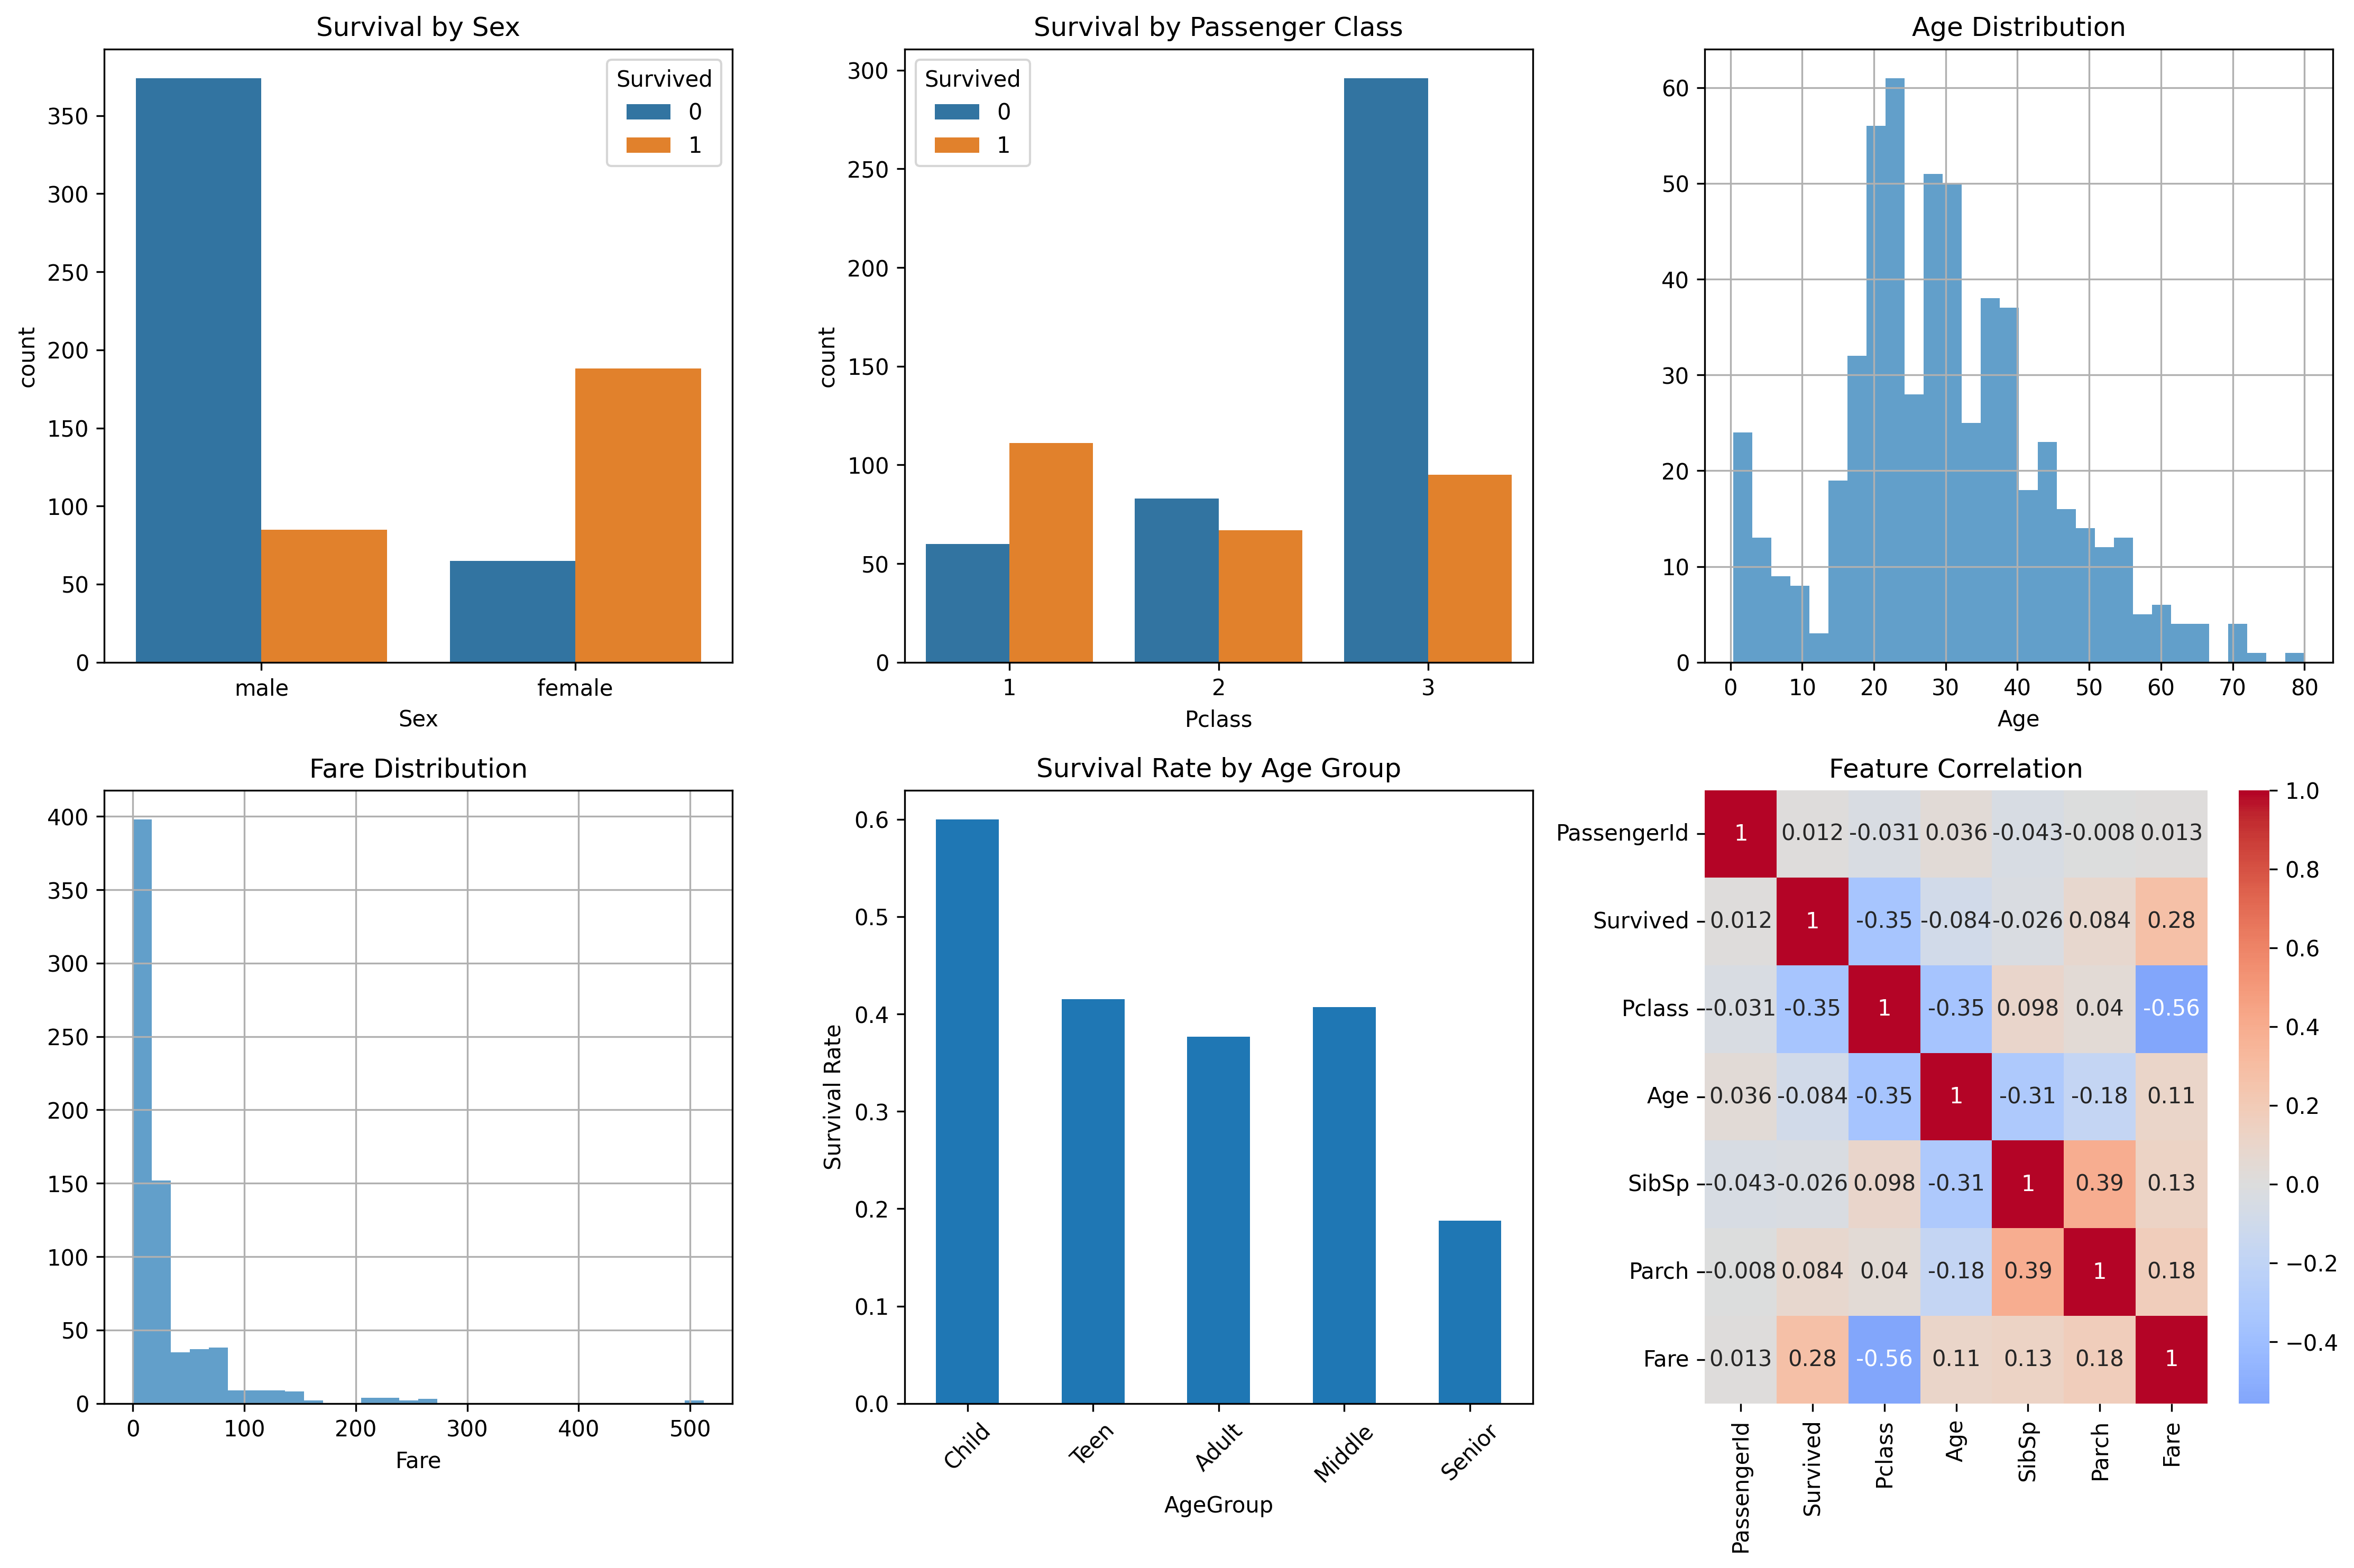 Survival by Sex
350
300
250
200
150
100
50
0
count
Survived
0
1
male female
Sex
Survival by Passenger Class
300
250
200
150
100
50
0
count
Survived
0
1
1 2 3
Pclass
Age Distribution
60
50
40
30
20
10
0
0 10 20 30 40 50 60 70 80
Age
Fare Distribution
400
350
300
250
200
150
100
50
0
0 100 200 300 400 500
Fare
Survival Rate by Age Group
0.6
0.5
0.4
0.3
0.2
0.1
0.0
Survival Rate
Child Teen Adult Middle Senior
AgeGroup
Feature Correlation
PassengerId 1 0.012 -0.031 0.036 -0.043 -0.008 0.013
Survived 0.012 1 -0.35 -0.084 -0.026 0.084 0.28
Pclass -0.031 -0.35 1 -0.35 0.098 0.04 -0.56
Age 0.036 -0.084 -0.35 1 -0.31 -0.18 0.11
SibSp -0.043 -0.026 0.098 -0.31 1 0.39 0.13
Parch -0.008 0.084 0.04 -0.18 0.39 1 0.18
Fare 0.013 0.28 -0.56 0.11 0.13 0.18 1
PassengerId Survived Pclass Age SibSp Parch Fare
1.0
0.8
0.6
0.4
0.2
0.0
−0.2
−0.4